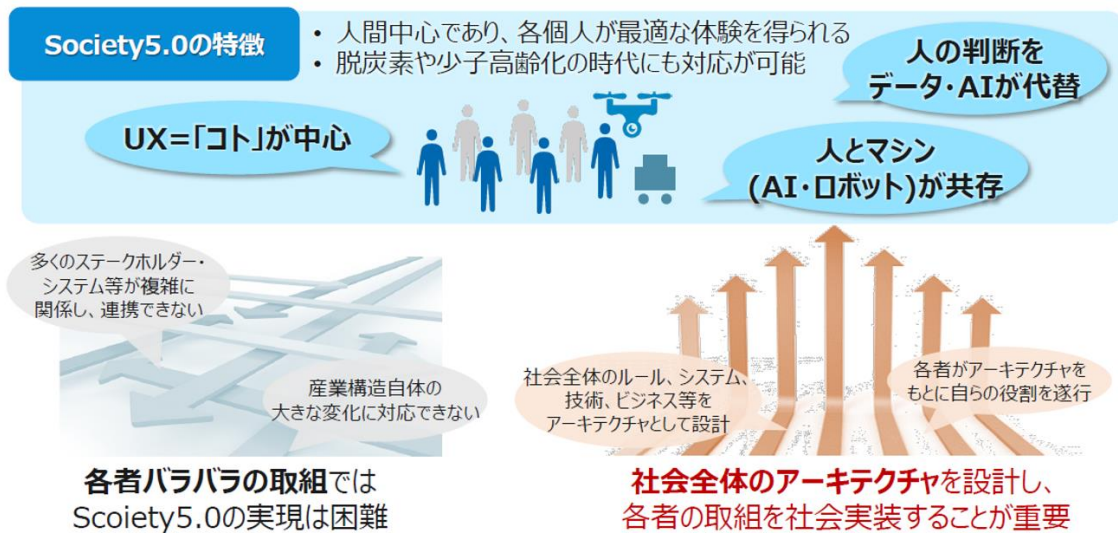 Society5.0の特徴
• 人間中心であり、各個人が最適な体験を得られる
• 脱炭素や少子高齢化の時代にも対応が可能
人の判断を
データ・AIが代替
UX=「コト」が中心
人とマシン
(AI・ロボット)が共存
多くのステークホルダー・
システム等が複雑に
関係し、連携できない
産業構造自体の
大きな変化に対応できない
各者バラバラの取組では
Scoiety5.0の実現は困難
社会全体のルール、システム、
技術、ビジネス等を
アーキテクチャとして設計
各者がアーキテクチャを
もとに自らの役割を遂行
社会全体のアーキテクチャを設計し、
各者の取組を社会実装することが重要